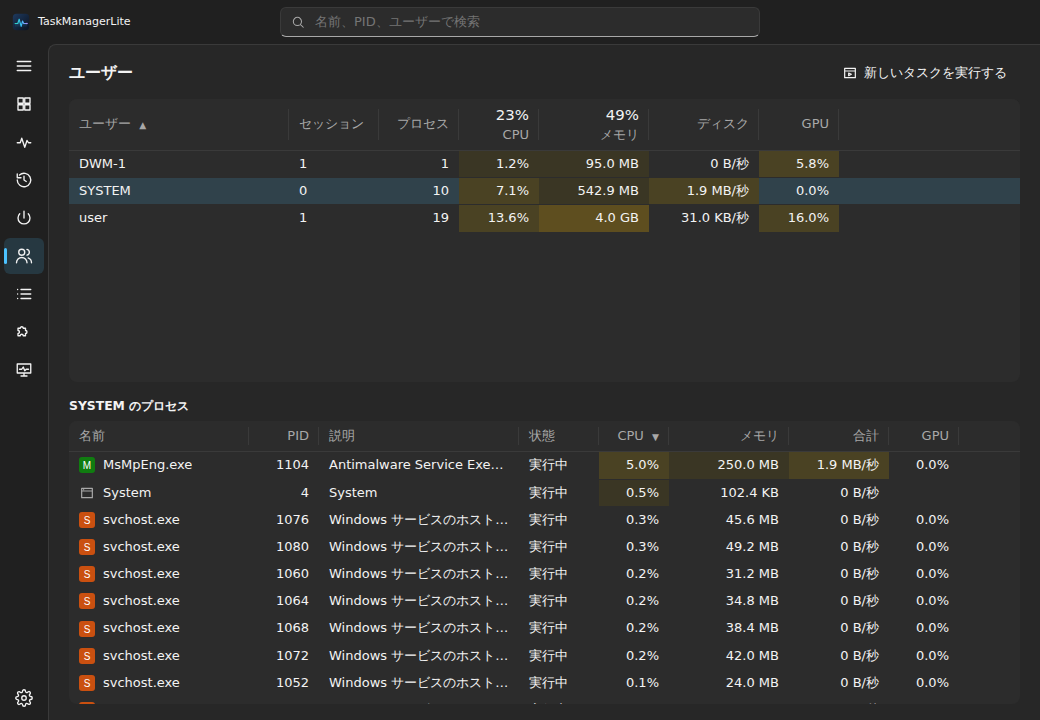 TaskManagerLite
名前、PID、ユーザーで検索
ユーザー
新しいタスクを実行する
ユーザー ▲ セッション プロセス 23% CPU 49% メモリ ディスク GPU
DWM-1 1 1 1.2% 95.0 MB 0 B/秒 5.8%
SYSTEM 0 10 7.1% 542.9 MB 1.9 MB/秒 0.0%
user 1 19 13.6% 4.0 GB 31.0 KB/秒 16.0%
SYSTEM のプロセス
名前 PID 説明 状態 CPU ▼ メモリ 合計 GPU
M MsMpEng.exe 1104 Antimalware Service Exe... 実行中 5.0% 250.0 MB 1.9 MB/秒 0.0%
System 4 System 実行中 0.5% 102.4 KB 0 B/秒
S svchost.exe 1076 Windows サービスのホスト... 実行中 0.3% 45.6 MB 0 B/秒 0.0%
S svchost.exe 1080 Windows サービスのホスト... 実行中 0.3% 49.2 MB 0 B/秒 0.0%
S svchost.exe 1060 Windows サービスのホスト... 実行中 0.2% 31.2 MB 0 B/秒 0.0%
S svchost.exe 1064 Windows サービスのホスト... 実行中 0.2% 34.8 MB 0 B/秒 0.0%
S svchost.exe 1068 Windows サービスのホスト... 実行中 0.2% 38.4 MB 0 B/秒 0.0%
S svchost.exe 1072 Windows サービスのホスト... 実行中 0.2% 42.0 MB 0 B/秒 0.0%
S svchost.exe 1052 Windows サービスのホスト... 実行中 0.1% 24.0 MB 0 B/秒 0.0%